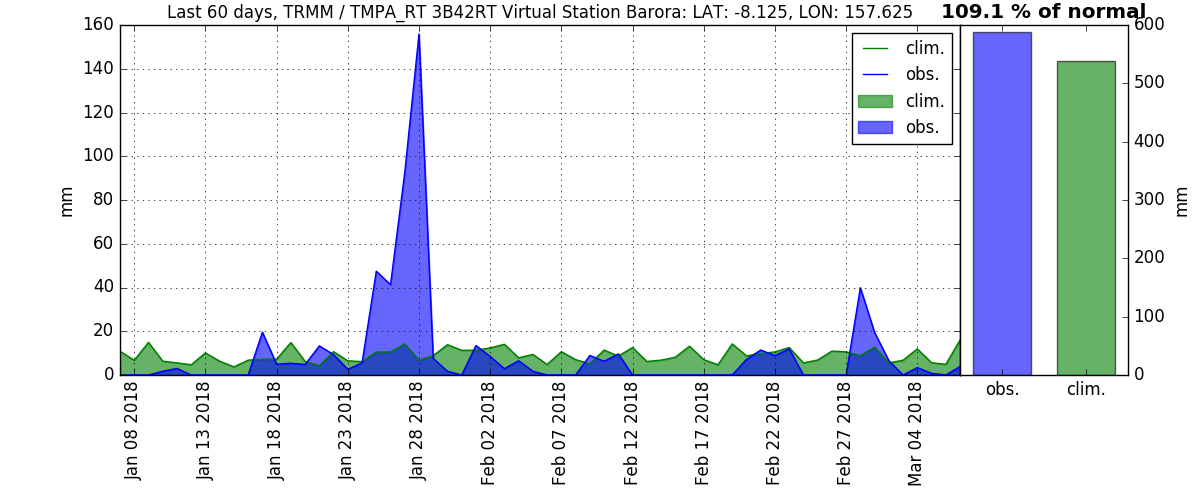 Last 60 days, TRMM / TMPA_RT 3B42RT Virtual Station Barora: LAT: -8.125, LON: 157.625
109.1 % of normal
160
140
120
100
80
60
40
20
0
mm
clim.
obs.
clim.
obs.
600
500
400
300
200
100
0
mm
Jan 08 2018
Jan 13 2018
Jan 18 2018
Jan 23 2018
Jan 28 2018
Feb 02 2018
Feb 07 2018
Feb 12 2018
Feb 17 2018
Feb 22 2018
Feb 27 2018
Mar 04 2018
obs.
clim.